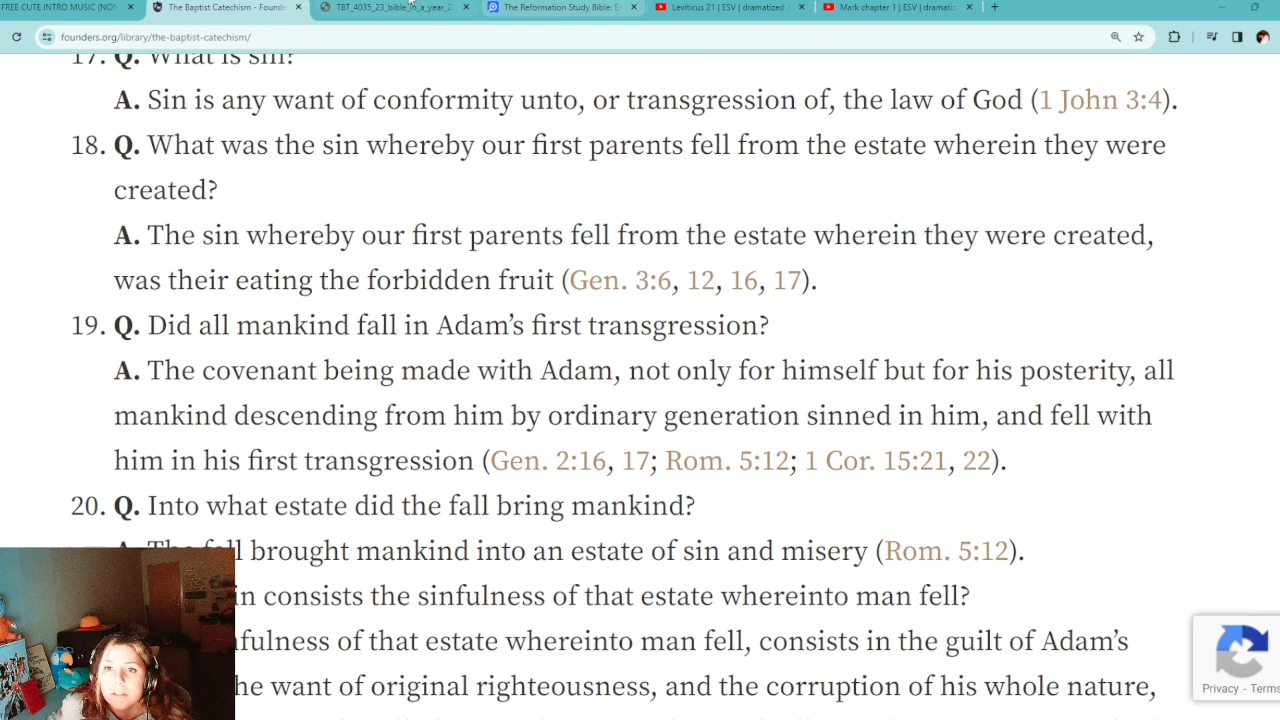 FREE CUTE INTRO MUSIC (NON
The Baptist Catechism – Founde
TBT_4035_23_bible_in_a_year_2.
The Reformation Study Bible: E
Leviticus 21 | ESV | dramatized
Mark chapter 1 | ESV | dramatiz
founders.org/library/the-baptist-catechism/
17. Q. What is sin?
A. Sin is any want of conformity unto, or transgression of, the law of God (1 John 3:4).
18. Q. What was the sin whereby our first parents fell from the estate wherein they were
created?
A. The sin whereby our first parents fell from the estate wherein they were created,
was their eating the forbidden fruit (Gen. 3:6, 12, 16, 17).
19. Q. Did all mankind fall in Adam’s first transgression?
A. The covenant being made with Adam, not only for himself but for his posterity, all
mankind descending from him by ordinary generation sinned in him, and fell with
him in his first transgression (Gen. 2:16, 17; Rom. 5:12; 1 Cor. 15:21, 22).
20. Q. Into what estate did the fall bring mankind?
A. The fall brought mankind into an estate of sin and misery (Rom. 5:12).
in consists the sinfulness of that estate whereinto man fell?
fulness of that estate whereinto man fell, consists in the guilt of Adam’s
he want of original righteousness, and the corruption of his whole nature,
Privacy - Terms